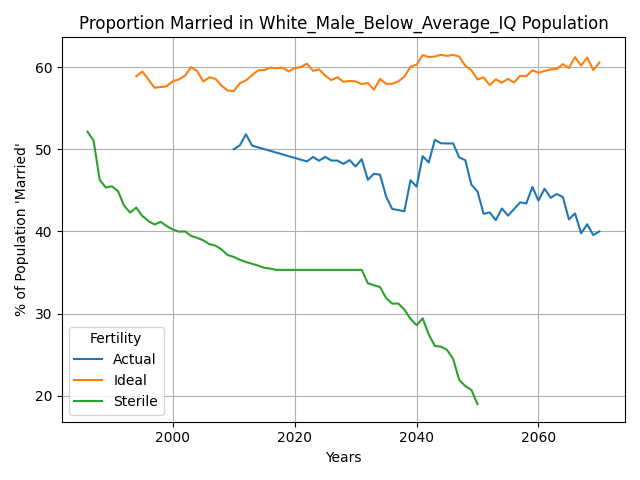 Proportion Married in White_Male_Below_Average_IQ Population
% of Population 'Married'
60
50
40
30
20
Fertility
Actual
Ideal
Sterile
2000 2020 2040 2060
Years